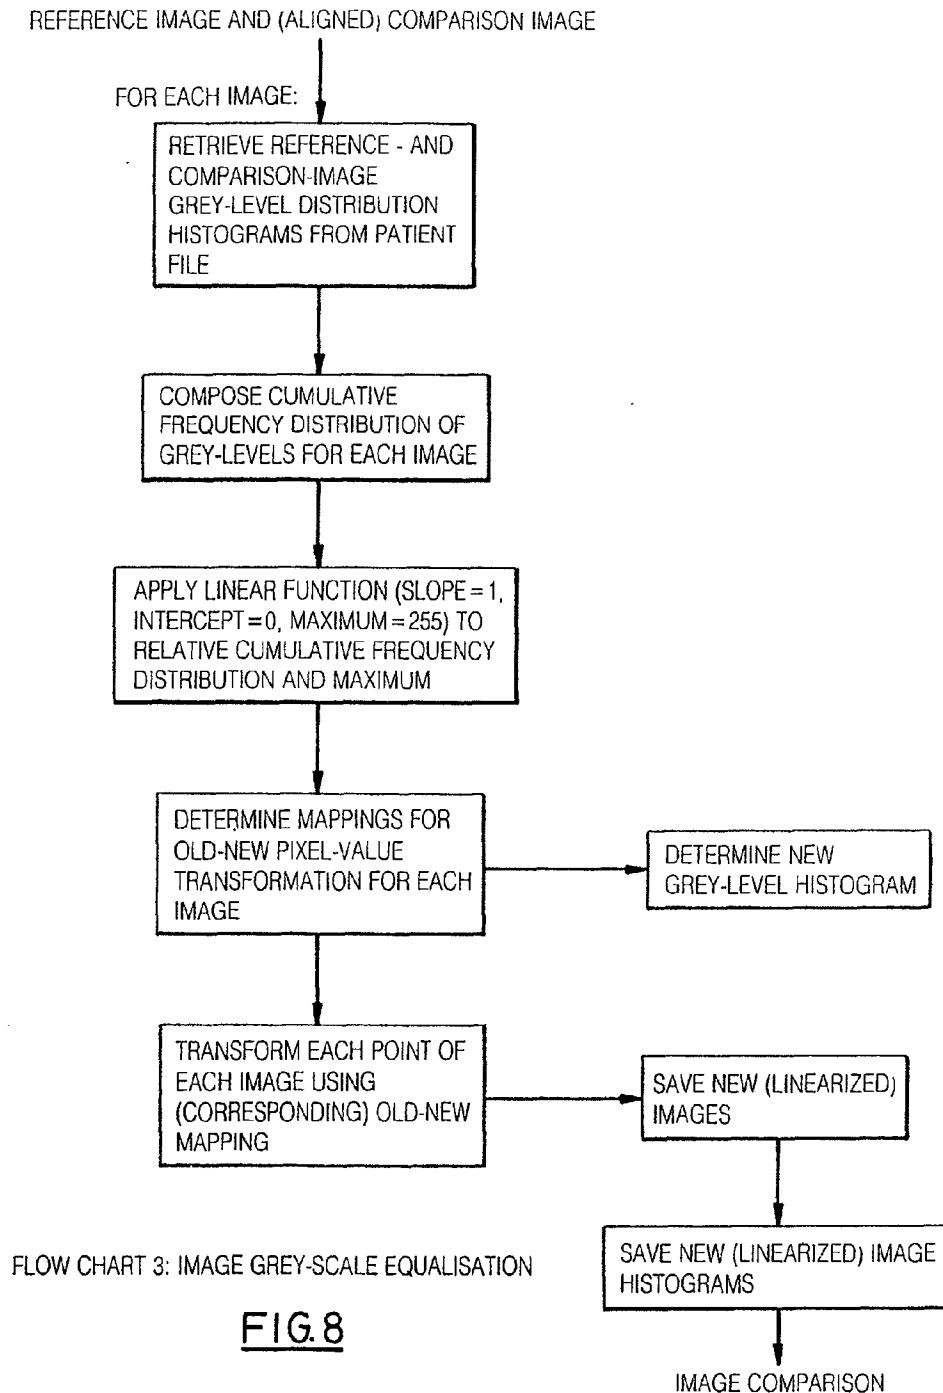 REFERENCE IMAGE AND (ALIGNED) COMPARISON IMAGE
FOR EACH IMAGE:
RETRIEVE REFERENCE - AND
COMPARISON-IMAGE
GREY-LEVEL DISTRIBUTION
HISTOGRAMS FROM PATIENT
FILE
COMPOSE CUMULATIVE
FREQUENCY DISTRIBUTION OF
GREY-LEVELS FOR EACH IMAGE
APPLY LINEAR FUNCTION (SLOPE=1,
INTERCEPT=0, MAXIMUM=255) TO
RELATIVE CUMULATIVE FREQUENCY
DISTRIBUTION AND MAXIMUM
DETERMINE MAPPINGS FOR
OLD-NEW PIXEL-VALUE
TRANSFORMATION FOR EACH
IMAGE
DETERMINE NEW
GREY-LEVEL HISTOGRAM
TRANSFORM EACH POINT OF
EACH IMAGE USING
(CORRESPONDING) OLD-NEW
MAPPING
SAVE NEW (LINEARIZED)
IMAGES
SAVE NEW (LINEARIZED) IMAGE
HISTOGRAMS
IMAGE COMPARISON
FLOW CHART 3: IMAGE GREY-SCALE EQUALISATION
FIG.8